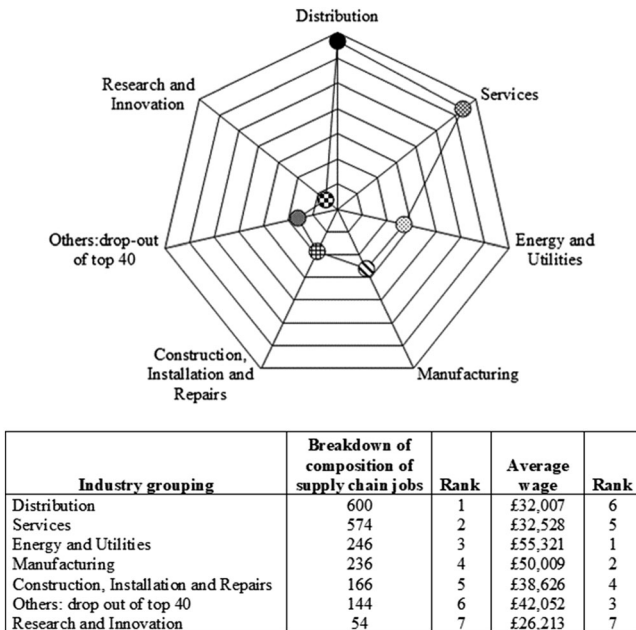 Distribution
Research and
Innovation
Services
Others:drop-out
of top 40
Energy and
Utilities
Construction,
Installation and
Repairs
Manufacturing
Breakdown of
composition of
supply chain jobs
Average
wage
Industry grouping Rank Rank
Distribution 600 1 £32,007 6
Services 574 2 £32,528 5
Energy and Utilities 246 3 £55,321 1
Manufacturing 236 4 £50,009 2
Construction, Installation and Repairs 166 5 £38,626 4
Others: drop out of top 40 144 6 £42,052 3
Research and Innovation 54 7 £26,213 7